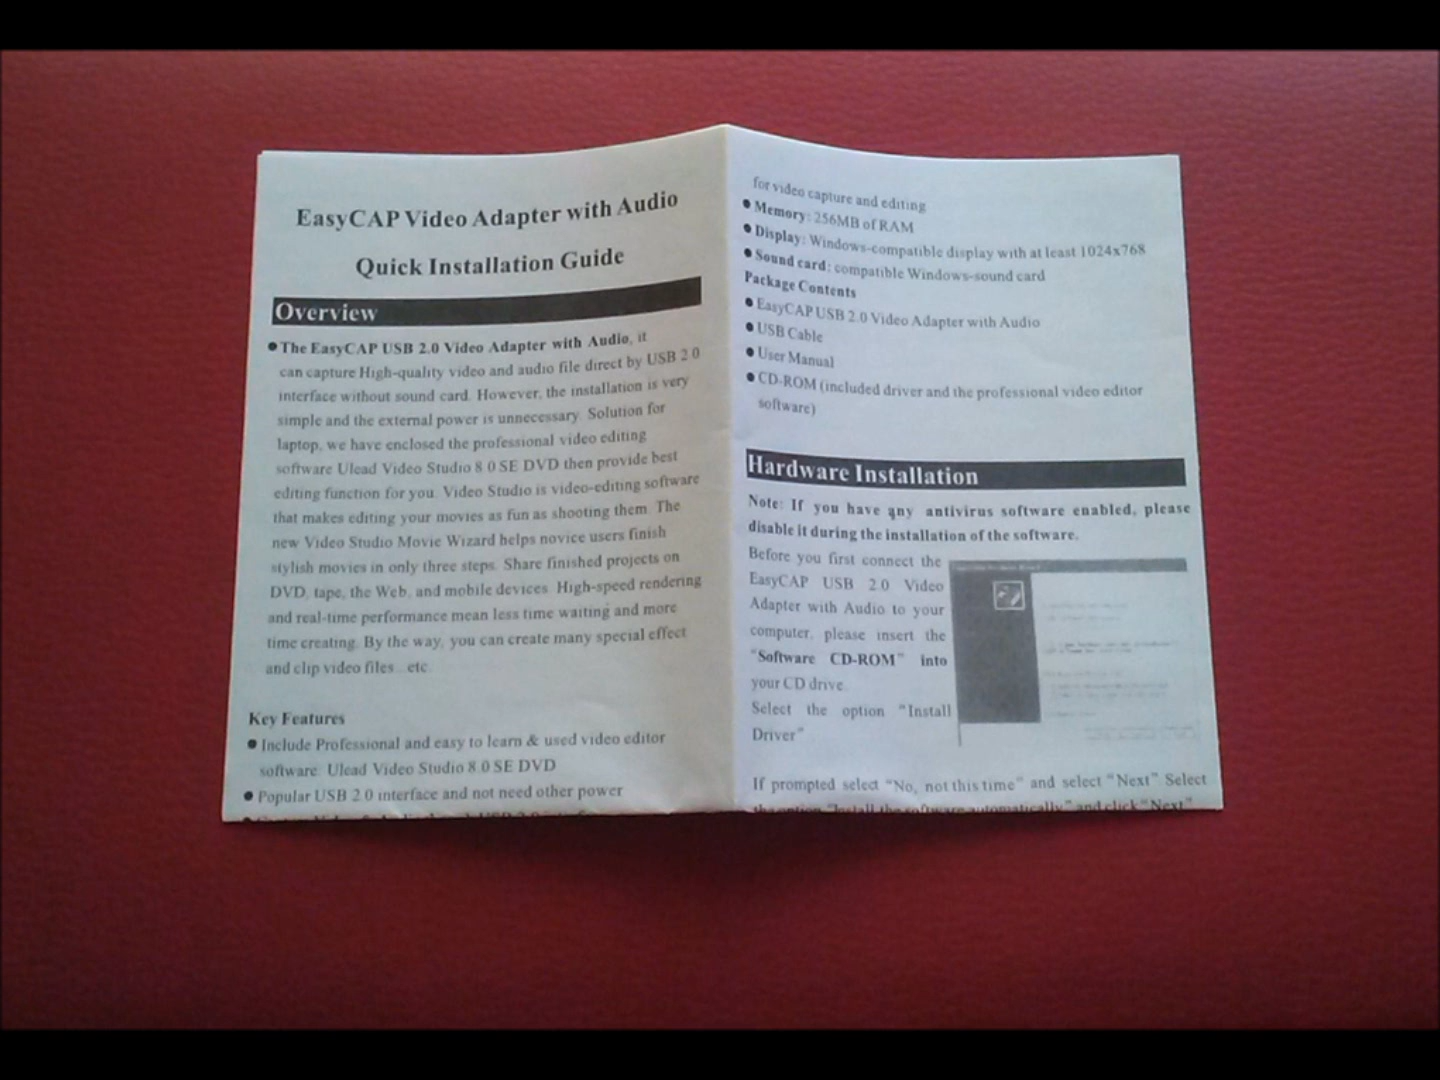 EasyCAP Video Adapter with Audio
Quick Installation Guide
Overview
● The EasyCAP USB 2.0 Video Adapter with Audio, it
can capture High-quality video and audio file direct by USB 2.0
interface without sound card. However, the installation is very
simple and the external power is unnecessary. Solution for
laptop, we have enclosed the professional video editing
software Ulead Video Studio 8.0 SE DVD then provide best
editing function for you. Video Studio is video-editing software
that makes editing your movies as fun as shooting them. The
new Video Studio Movie Wizard helps novice users finish
stylish movies in only three steps. Share finished projects on
DVD, tape, the Web, and mobile devices. High-speed rendering
and real-time performance mean less time waiting and more
time creating. By the way, you can create many special effect
and clip video files...etc.
Key Features
● Include Professional and easy to learn & used video editor
software: Ulead Video Studio 8.0 SE DVD
● Popular USB 2.0 interface and not need other power
for video capture and editing
● Memory: 256MB of RAM
● Display: Windows-compatible display with at least 1024x768
● Sound card: compatible Windows-sound card
Package Contents
● EasyCAP USB 2.0 Video Adapter with Audio
● USB Cable
● User Manual
● CD-ROM (included driver and the professional video editor
software)
Hardware Installation
Note: If you have any antivirus software enabled, please
disable it during the installation of the software.
Before you first connect the
EasyCAP USB 2.0 Video
Adapter with Audio to your
computer, please insert the
"Software CD-ROM" into
your CD drive.
Select the option "Install
Driver"
If prompted select "No, not this time" and select "Next" Select
the option "Install the software automatically" and click "Next"